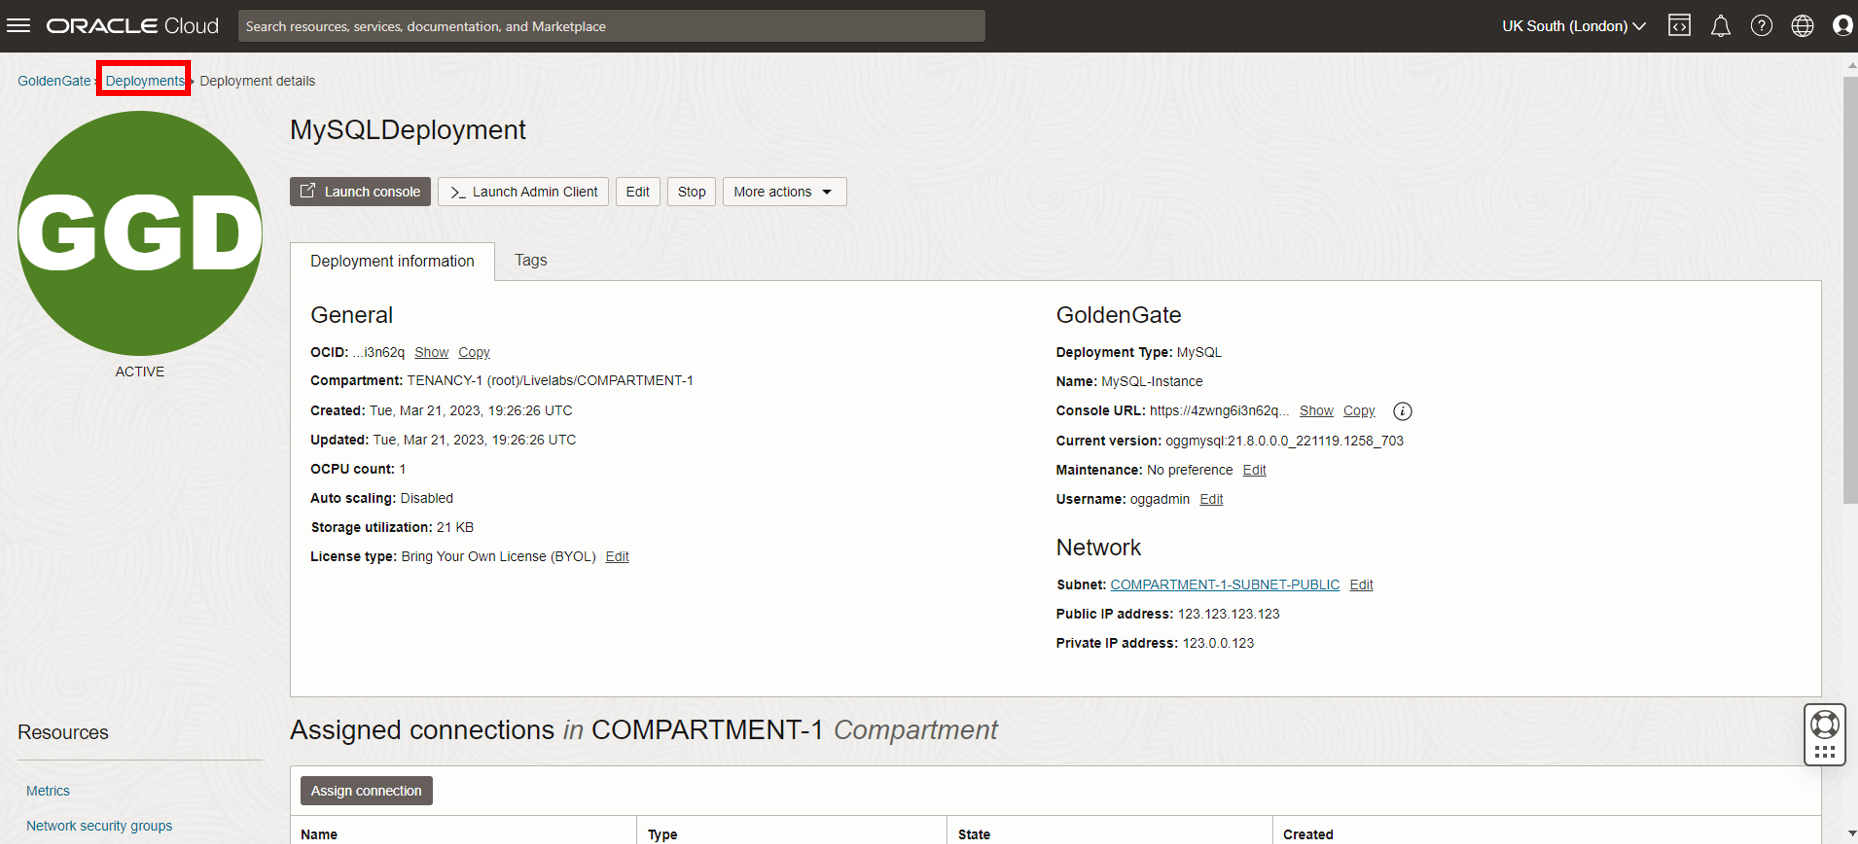 ORACLE Cloud
Search resources, services, documentation, and Marketplace
UK South (London)
GoldenGate › Deployments › Deployment details
GGD
ACTIVE
MySQLDeployment
Launch console
>_ Launch Admin Client
Edit
Stop
More actions
Deployment information
Tags
General
OCID: ...i3n62q Show Copy
Compartment: TENANCY-1 (root)/Livelabs/COMPARTMENT-1
Created: Tue, Mar 21, 2023, 19:26:26 UTC
Updated: Tue, Mar 21, 2023, 19:26:26 UTC
OCPU count: 1
Auto scaling: Disabled
Storage utilization: 21 KB
License type: Bring Your Own License (BYOL) Edit
GoldenGate
Deployment Type: MySQL
Name: MySQL-Instance
Console URL: https://4zwng6i3n62q... Show Copy
Current version: oggmysql:21.8.0.0.0_221119.1258_703
Maintenance: No preference Edit
Username: oggadmin Edit
Network
Subnet: COMPARTMENT-1-SUBNET-PUBLIC Edit
Public IP address: 123.123.123.123
Private IP address: 123.0.0.123
Resources
Metrics
Network security groups
Assigned connections in COMPARTMENT-1 Compartment
Assign connection
Name Type State Created